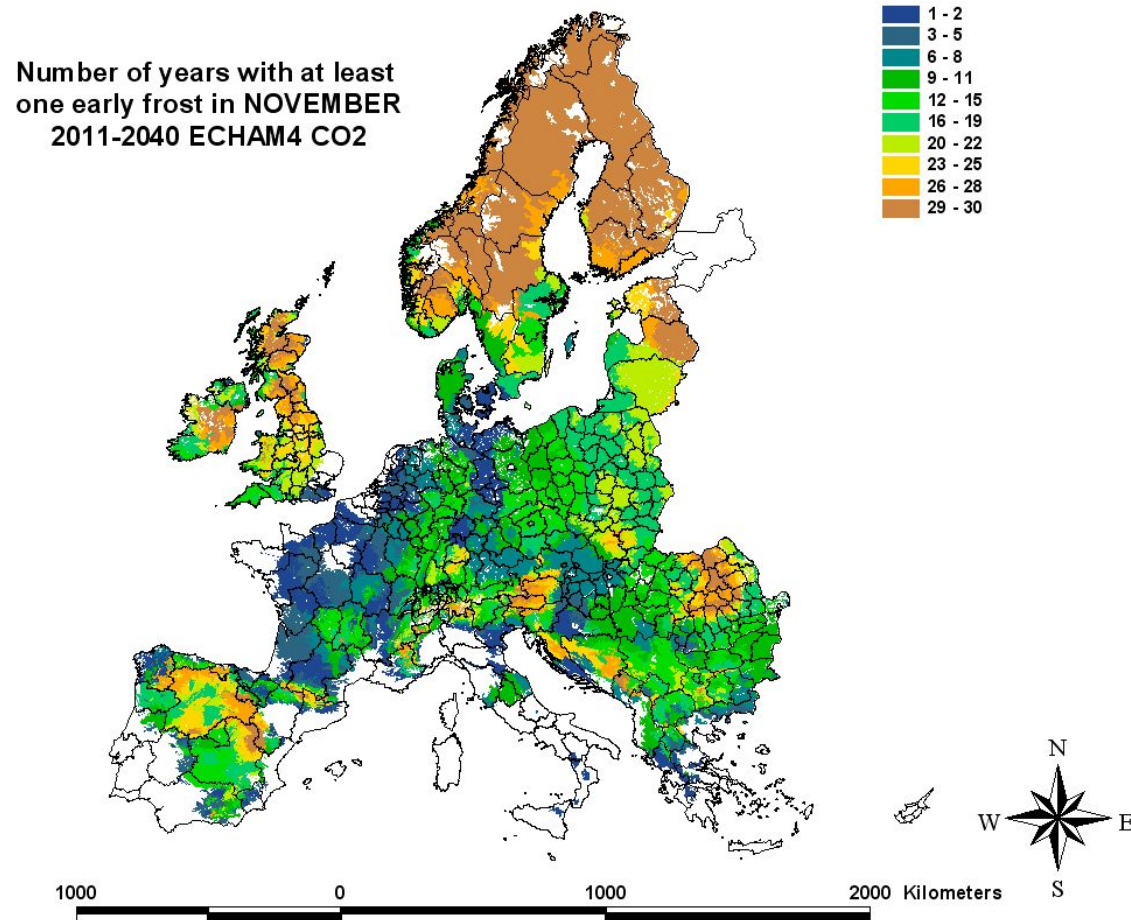 Number of years with at least
one early frost in NOVEMBER
2011-2040 ECHAM4 CO2
1 - 2
3 - 5
6 - 8
9 - 11
12 - 15
16 - 19
20 - 22
23 - 25
26 - 28
29 - 30
N
W E
S
1000 0 1000 2000 Kilometers